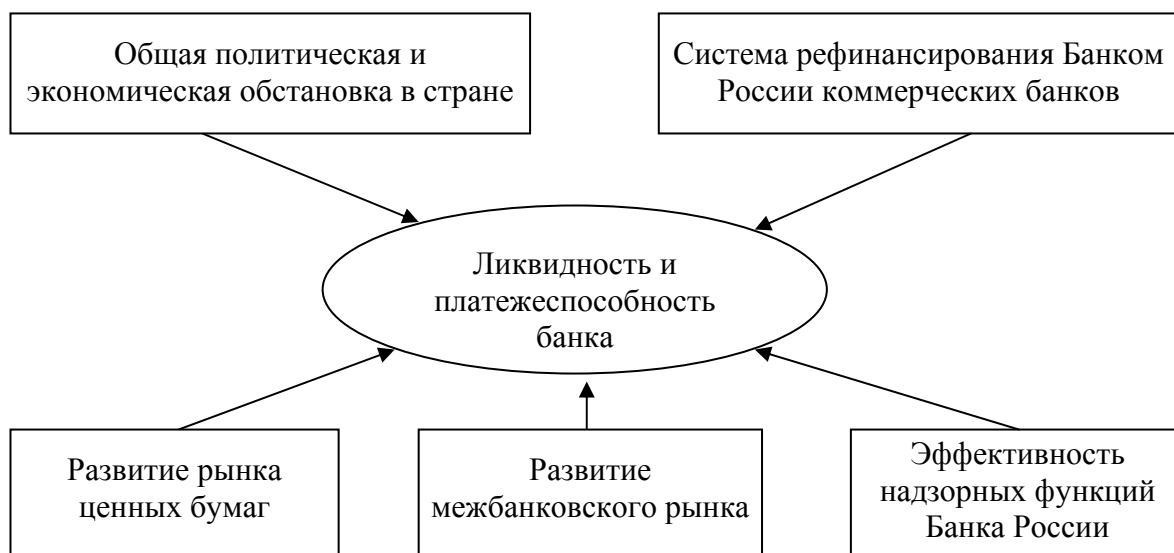 Общая политическая и
экономическая обстановка в стране
Система рефинансирования Банком
России коммерческих банков
Ликвидность и
платежеспособность
банка
Развитие рынка
ценных бумаг
Развитие
межбанковского рынка
Эффективность
надзорных функций
Банка России